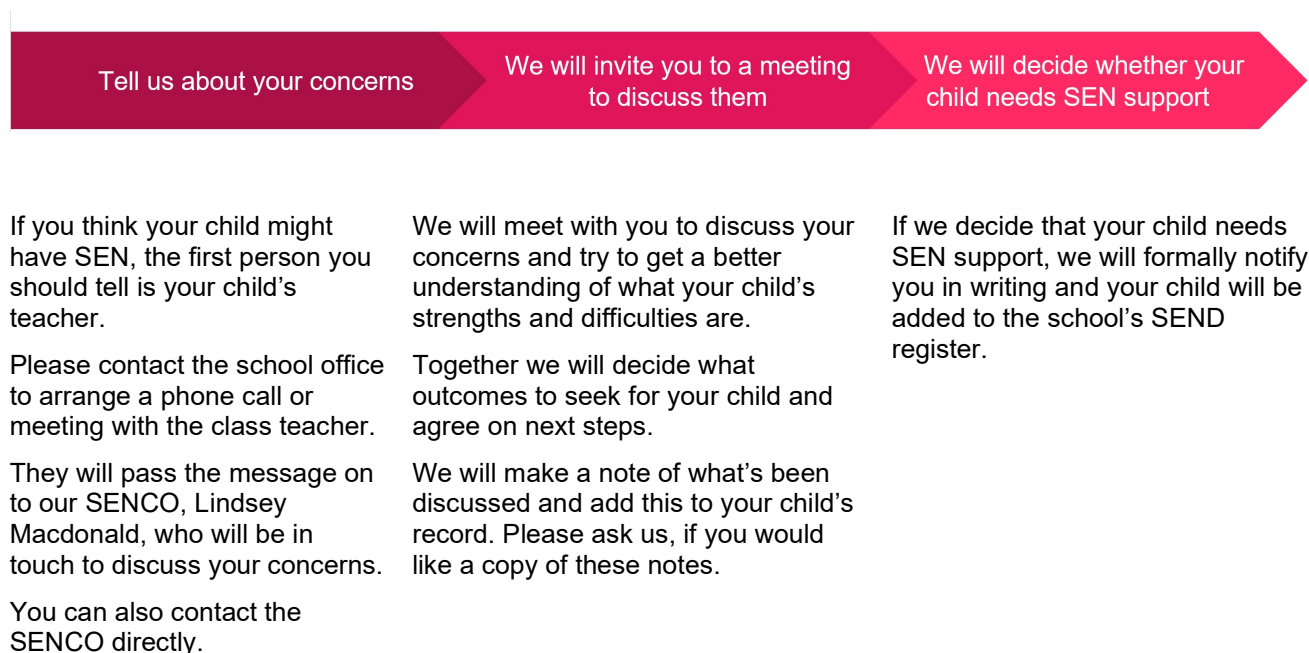 Tell us about your concerns
We will invite you to a meeting
to discuss them
We will decide whether your
child needs SEN support
If you think your child might
have SEN, the first person you
should tell is your child’s
teacher.
Please contact the school office
to arrange a phone call or
meeting with the class teacher.
They will pass the message on
to our SENCO, Lindsey
Macdonald, who will be in
touch to discuss your concerns.
You can also contact the
SENCO directly.
We will meet with you to discuss your
concerns and try to get a better
understanding of what your child’s
strengths and difficulties are.
Together we will decide what
outcomes to seek for your child and
agree on next steps.
We will make a note of what’s been
discussed and add this to your child’s
record. Please ask us, if you would
like a copy of these notes.
If we decide that your child needs
SEN support, we will formally notify
you in writing and your child will be
added to the school’s SEND
register.